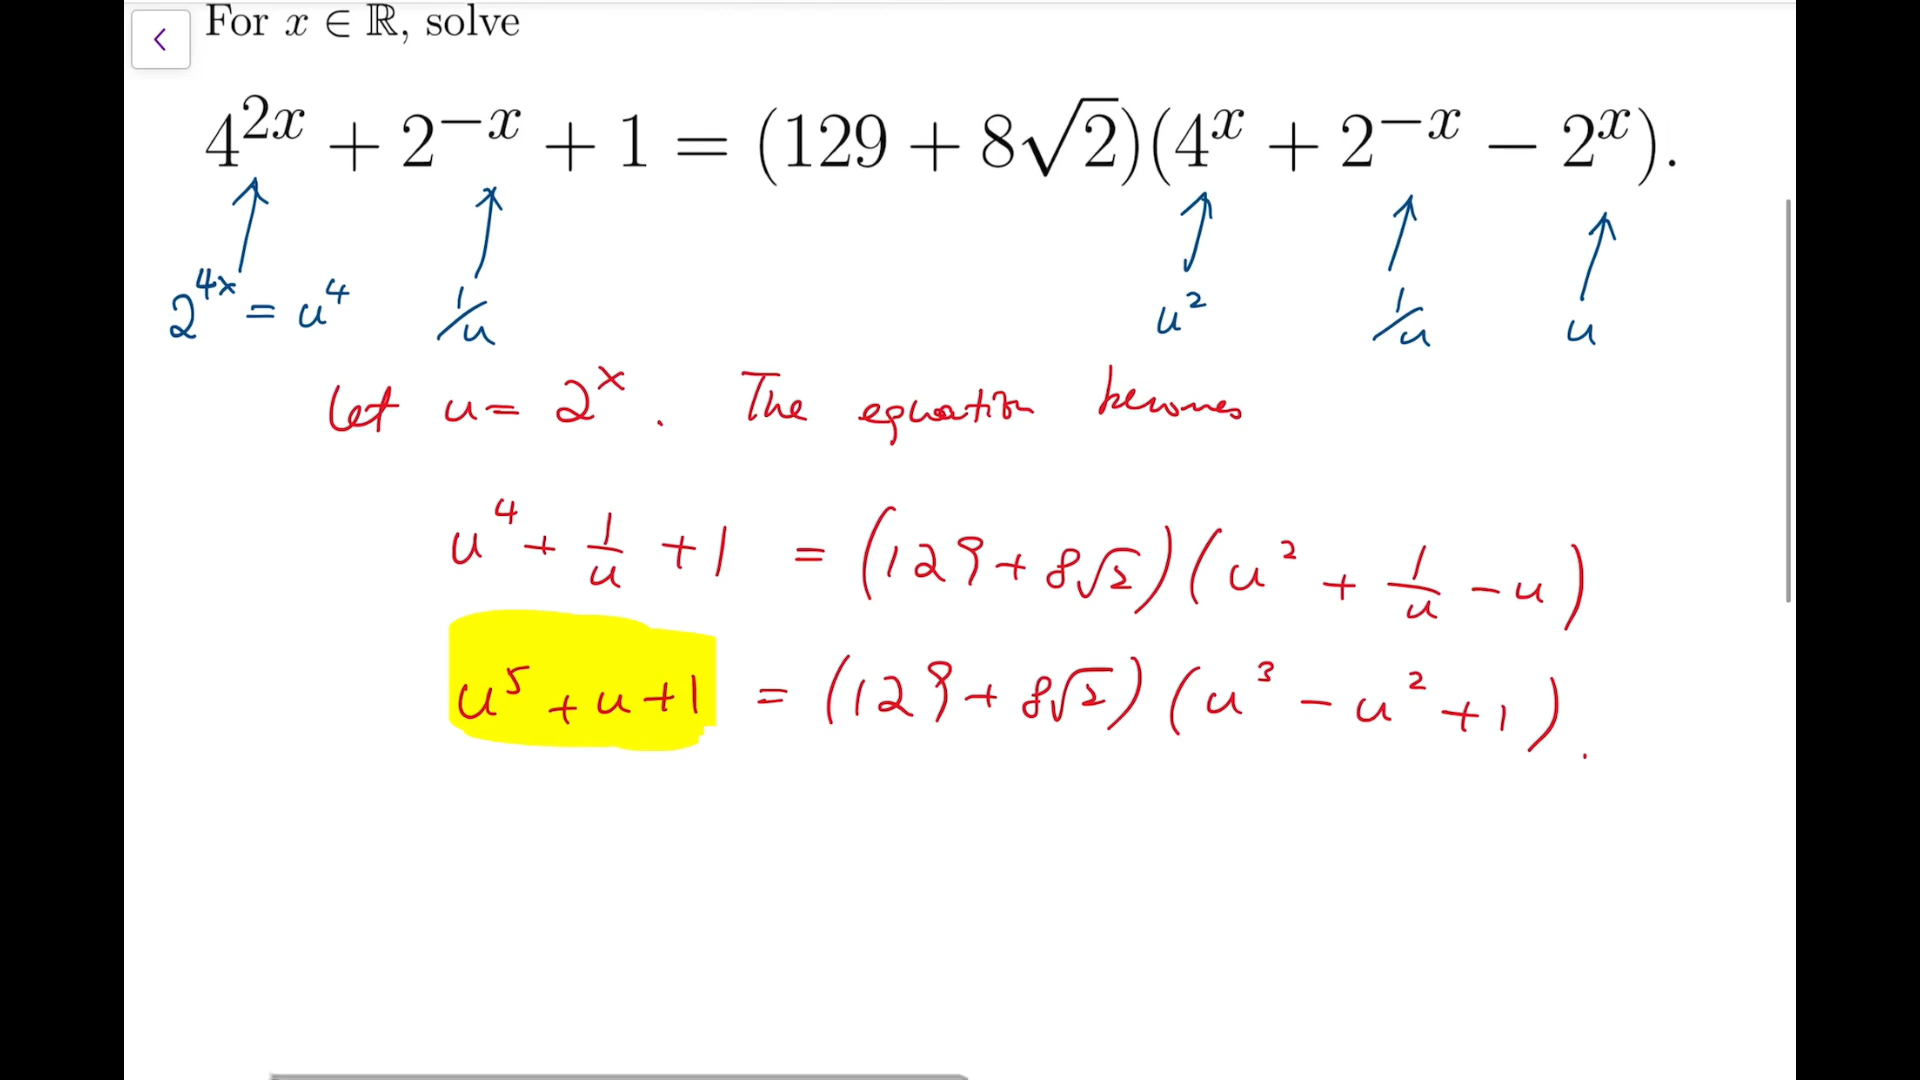 For x ∈ ℝ, solve
4^{2x} + 2^{-x} + 1 = (129 + 8√2)(4^x + 2^{-x} − 2^x).
2^{4x} = u^4 1/u u^2 1/u u
Let u = 2^x. The equation becomes
u^4 + 1/u + 1 = (129 + 8√2)(u^2 + 1/u − u)
u^5 + u + 1 = (129 + 8√2)(u^3 − u^2 + 1).